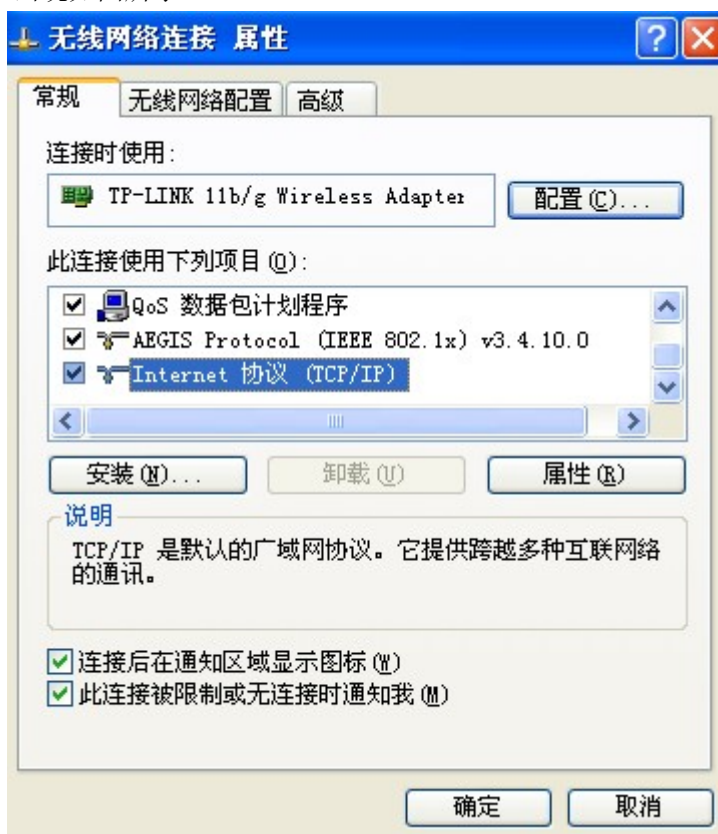 无线网络连接 属性
常规 无线网络配置 高级
连接时使用:
TP-LINK 11b/g Wireless Adapter 配置(C)...
此连接使用下列项目(O):
QoS 数据包计划程序
AEGIS Protocol (IEEE 802.1x) v3.4.10.0
Internet 协议 (TCP/IP)
安装(N)... 卸载(U) 属性(R)
说明
TCP/IP 是默认的广域网协议。它提供跨越多种互联网络
的通讯。
连接后在通知区域显示图标(W)
此连接被限制或无连接时通知我(M)
确定 取消